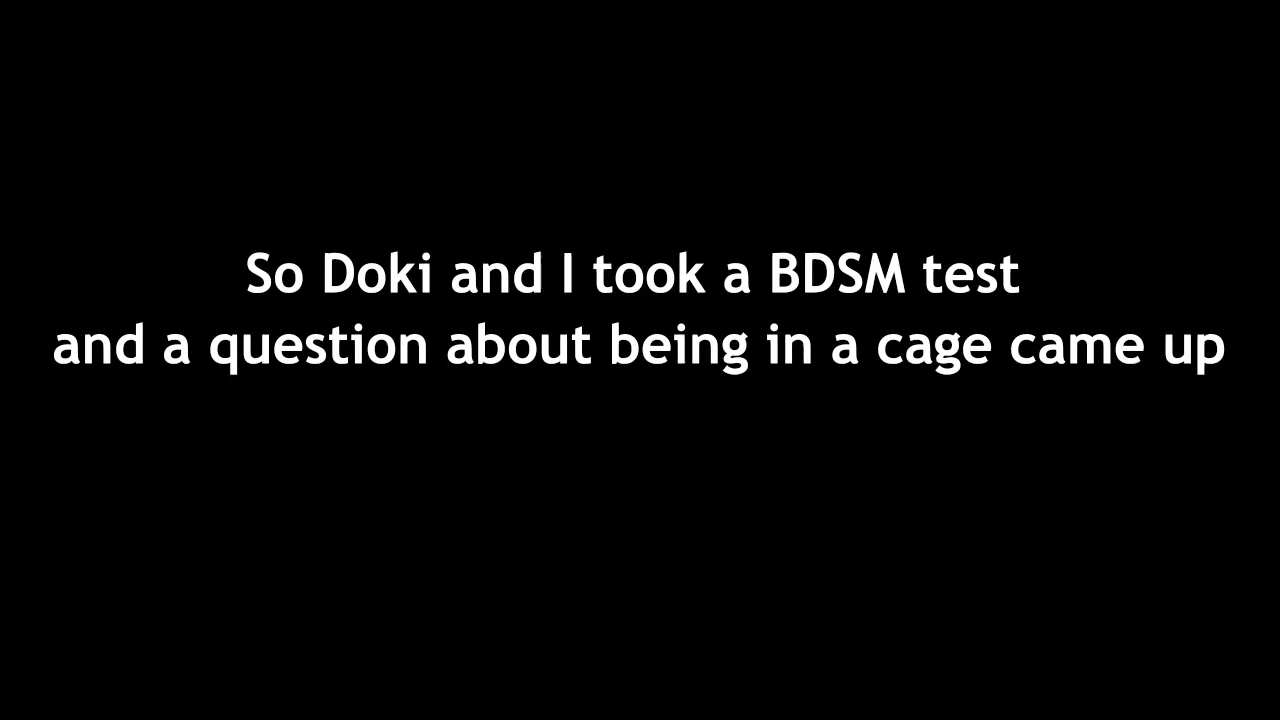 So Doki and I took a BDSM test
and a question about being in a cage came up